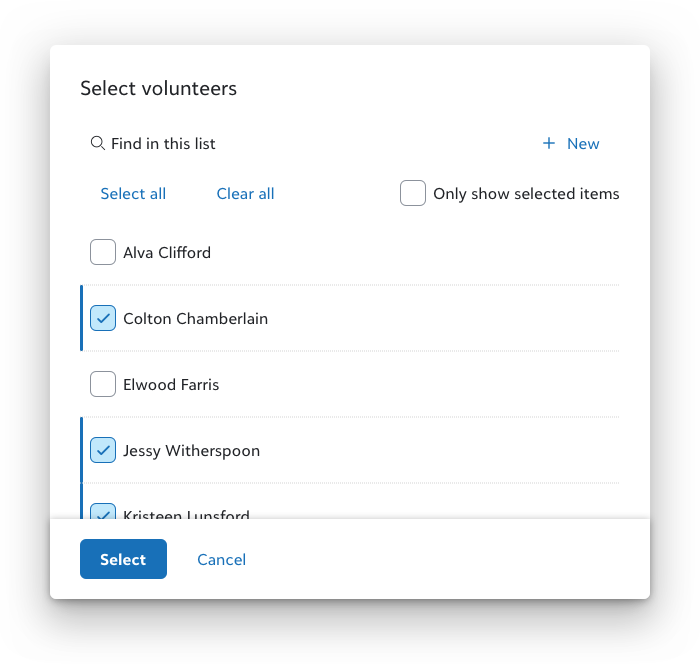 Select volunteers
Find in this list
+ New
Select all
Clear all
Only show selected items
Alva Clifford
Colton Chamberlain
Elwood Farris
Jessy Witherspoon
Kristeen Lunsford
Select
Cancel